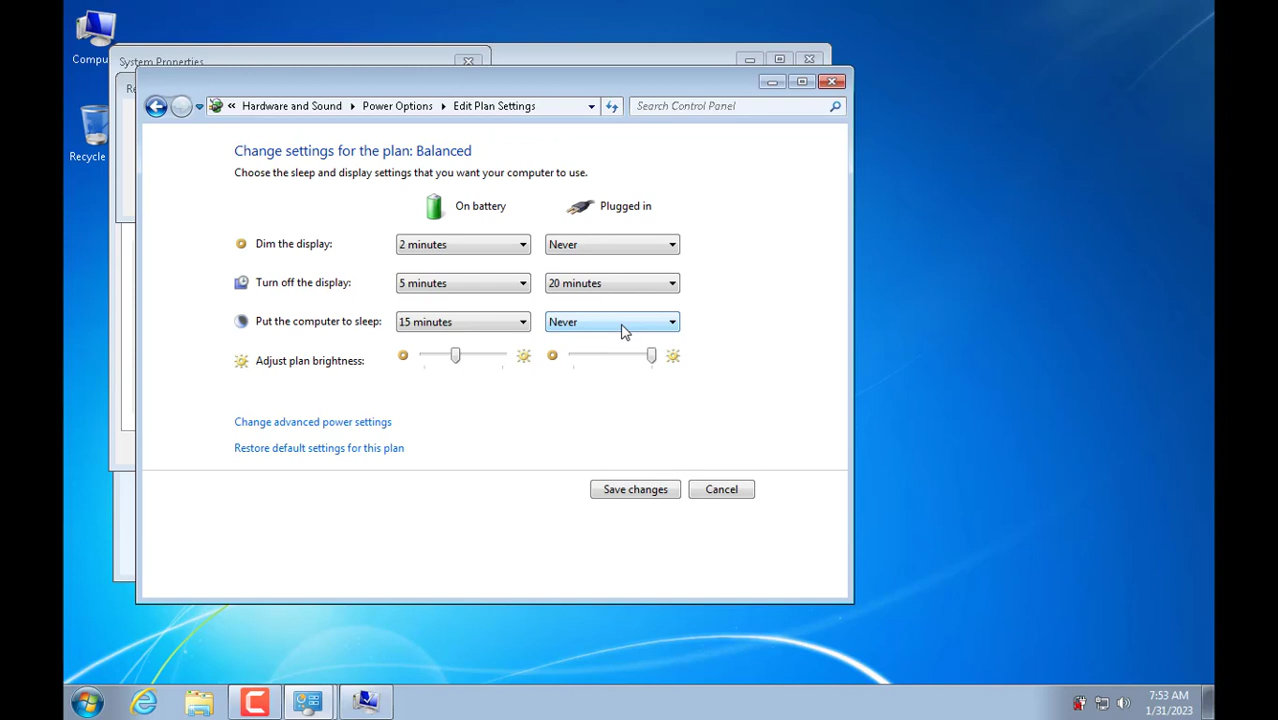 Compu
System Properties
Re
Recycle
« Hardware and Sound Power Options Edit Plan Settings
Search Control Panel
Change settings for the plan: Balanced
Choose the sleep and display settings that you want your computer to use.
On battery Plugged in
Dim the display: 2 minutes Never
Turn off the display: 5 minutes 20 minutes
Put the computer to sleep: 15 minutes Never
Adjust plan brightness:
Change advanced power settings
Restore default settings for this plan
Save changes Cancel
7:53 AM
1/31/2023